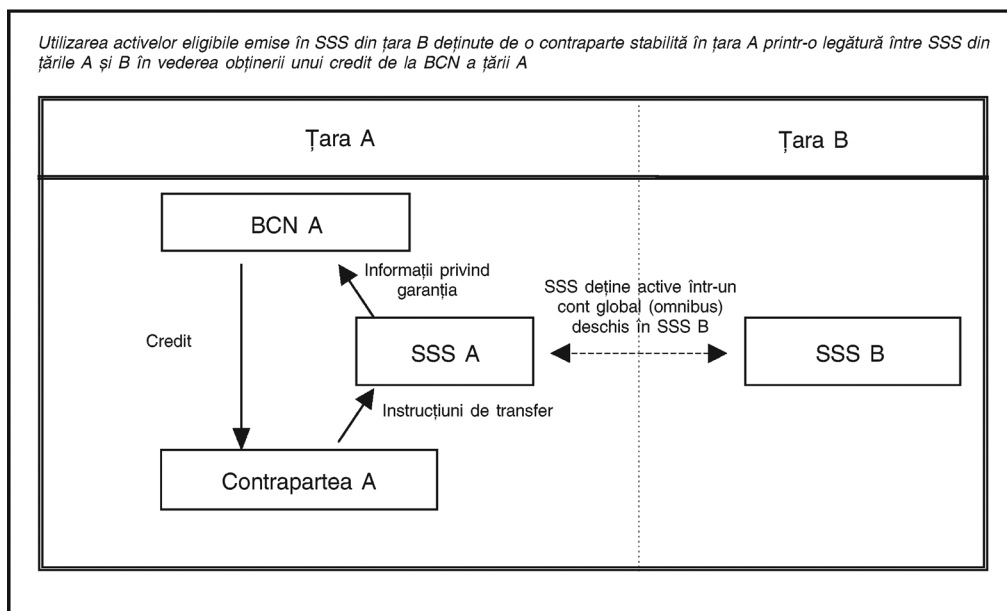 Utilizarea activelor eligibile emise în SSS din țara B deținute de o contraparte stabilită în țara A printr-o legătură între SSS din
țările A și B în vederea obținerii unui credit de la BCN a țării A
Țara A
Țara B
BCN A
Informații privind
garanția
SSS deține active într-un
cont global (omnibus)
deschis în SSS B
Credit
SSS A
SSS B
Instrucțiuni de transfer
Contrapartea A